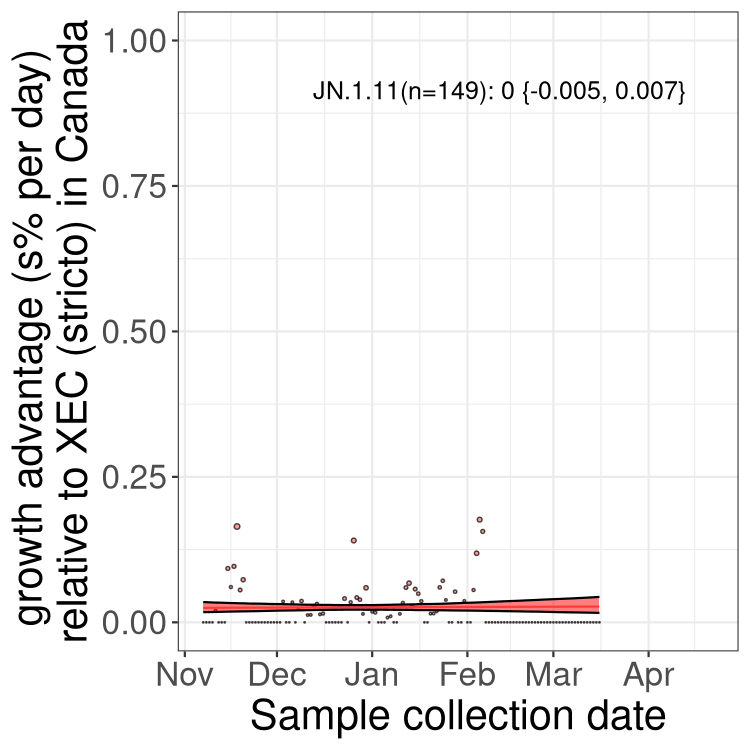 growth advantage (s% per day)
relative to XEC (stricto) in Canada
1.00
0.75
0.50
0.25
0.00
JN.1.11(n=149): 0 {-0.005, 0.007}
Nov Dec Jan Feb Mar Apr
Sample collection date